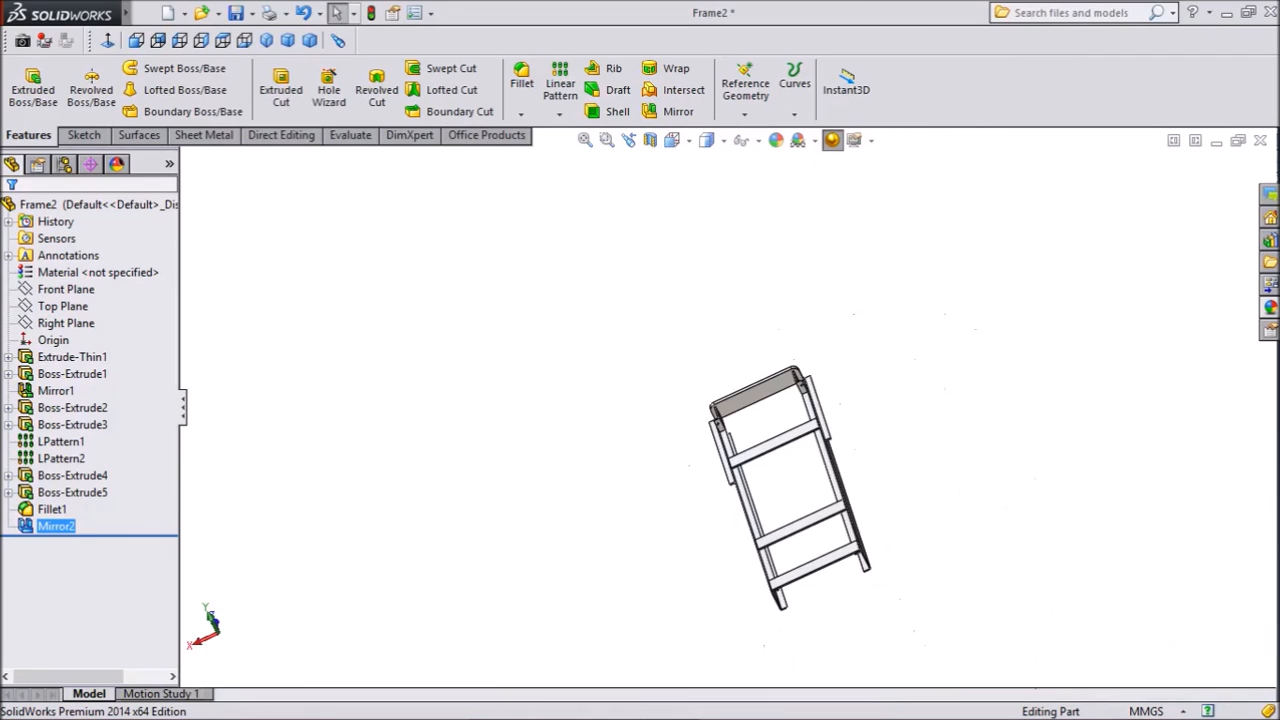 SOLIDWORKS
Frame2 *
Search files and models
Extruded Boss/Base
Revolved Boss/Base
Swept Boss/Base
Lofted Boss/Base
Boundary Boss/Base
Extruded Cut
Hole Wizard
Revolved Cut
Swept Cut
Lofted Cut
Boundary Cut
Fillet
Linear Pattern
Rib
Draft
Shell
Wrap
Intersect
Mirror
Reference Geometry
Curves
Instant3D
Features Sketch Surfaces Sheet Metal Direct Editing Evaluate DimXpert Office Products
Frame2 (Default<<Default>_Dis
History
Sensors
Annotations
Material <not specified>
Front Plane
Top Plane
Right Plane
Origin
Extrude-Thin1
Boss-Extrude1
Mirror1
Boss-Extrude2
Boss-Extrude3
LPattern1
LPattern2
Boss-Extrude4
Boss-Extrude5
Fillet1
Mirror2
Y
Z
X
Model Motion Study 1
SolidWorks Premium 2014 x64 Edition Editing Part MMGS